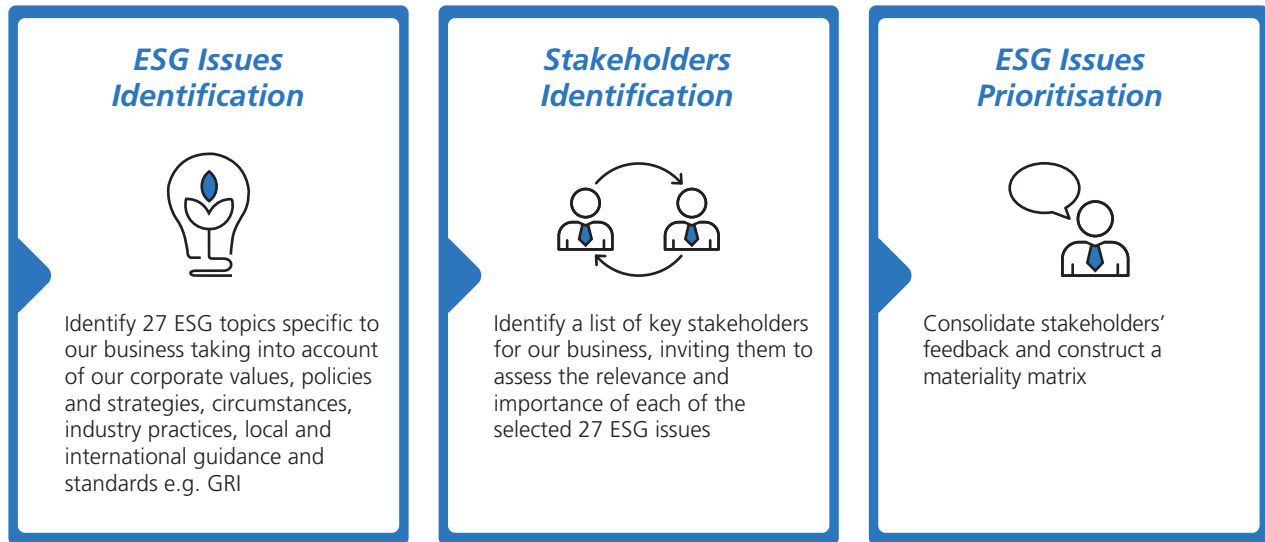 ESG Issues
Identification
Identify 27 ESG topics specific to
our business taking into account
of our corporate values, policies
and strategies, circumstances,
industry practices, local and
international guidance and
standards e.g. GRI
Stakeholders
Identification
Identify a list of key stakeholders
for our business, inviting them to
assess the relevance and
importance of each of the
selected 27 ESG issues
ESG Issues
Prioritisation
Consolidate stakeholders’
feedback and construct a
materiality matrix